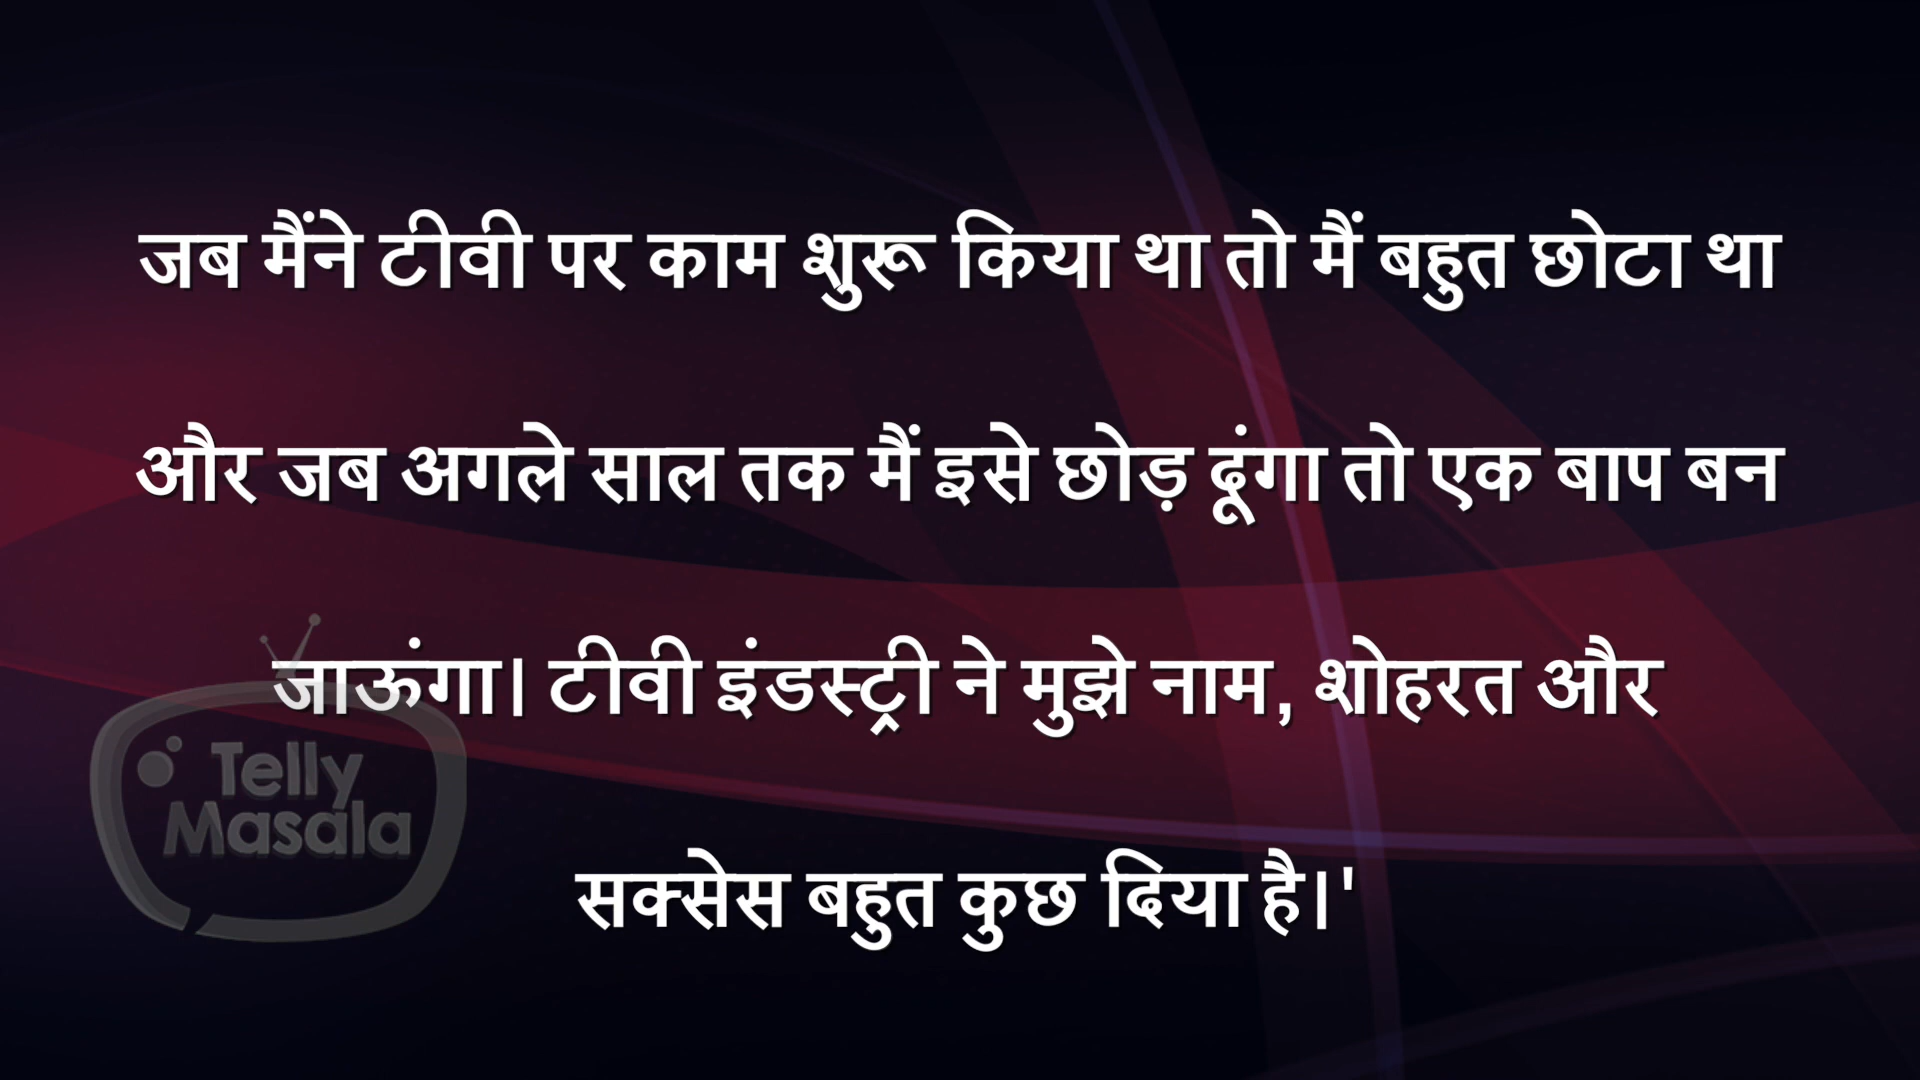 जब मैंने टीवी पर काम शुरू किया था तो मैं बहुत छोटा था
और जब अगले साल तक मैं इसे छोड़ दूंगा तो एक बाप बन
जाऊंगा। टीवी इंडस्ट्री ने मुझे नाम, शोहरत और
सक्सेस बहुत कुछ दिया है।'
Telly
Masala